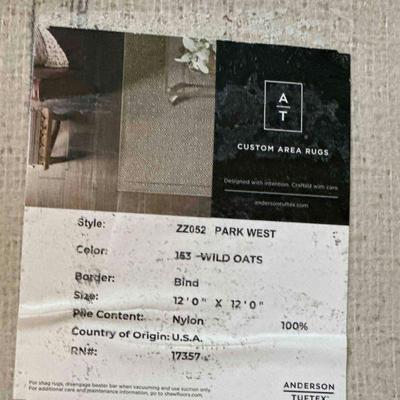 A
T
CUSTOM AREA RUGS
Designed with intention. Crafted with care.
andersontuftex.com
Style: ZZ052 PARK WEST
Color: 153 -WILD OATS
Border: Bind
Size: 12'0" X 12'0"
Pile Content: Nylon 100%
Country of Origin: U.S.A.
RN#: 17357
For shag rugs, disengage beater bar when vacuuming and use suction only.
For additional care and maintenance information, go to shawfloors.com.
ANDERSON
TUFTEX